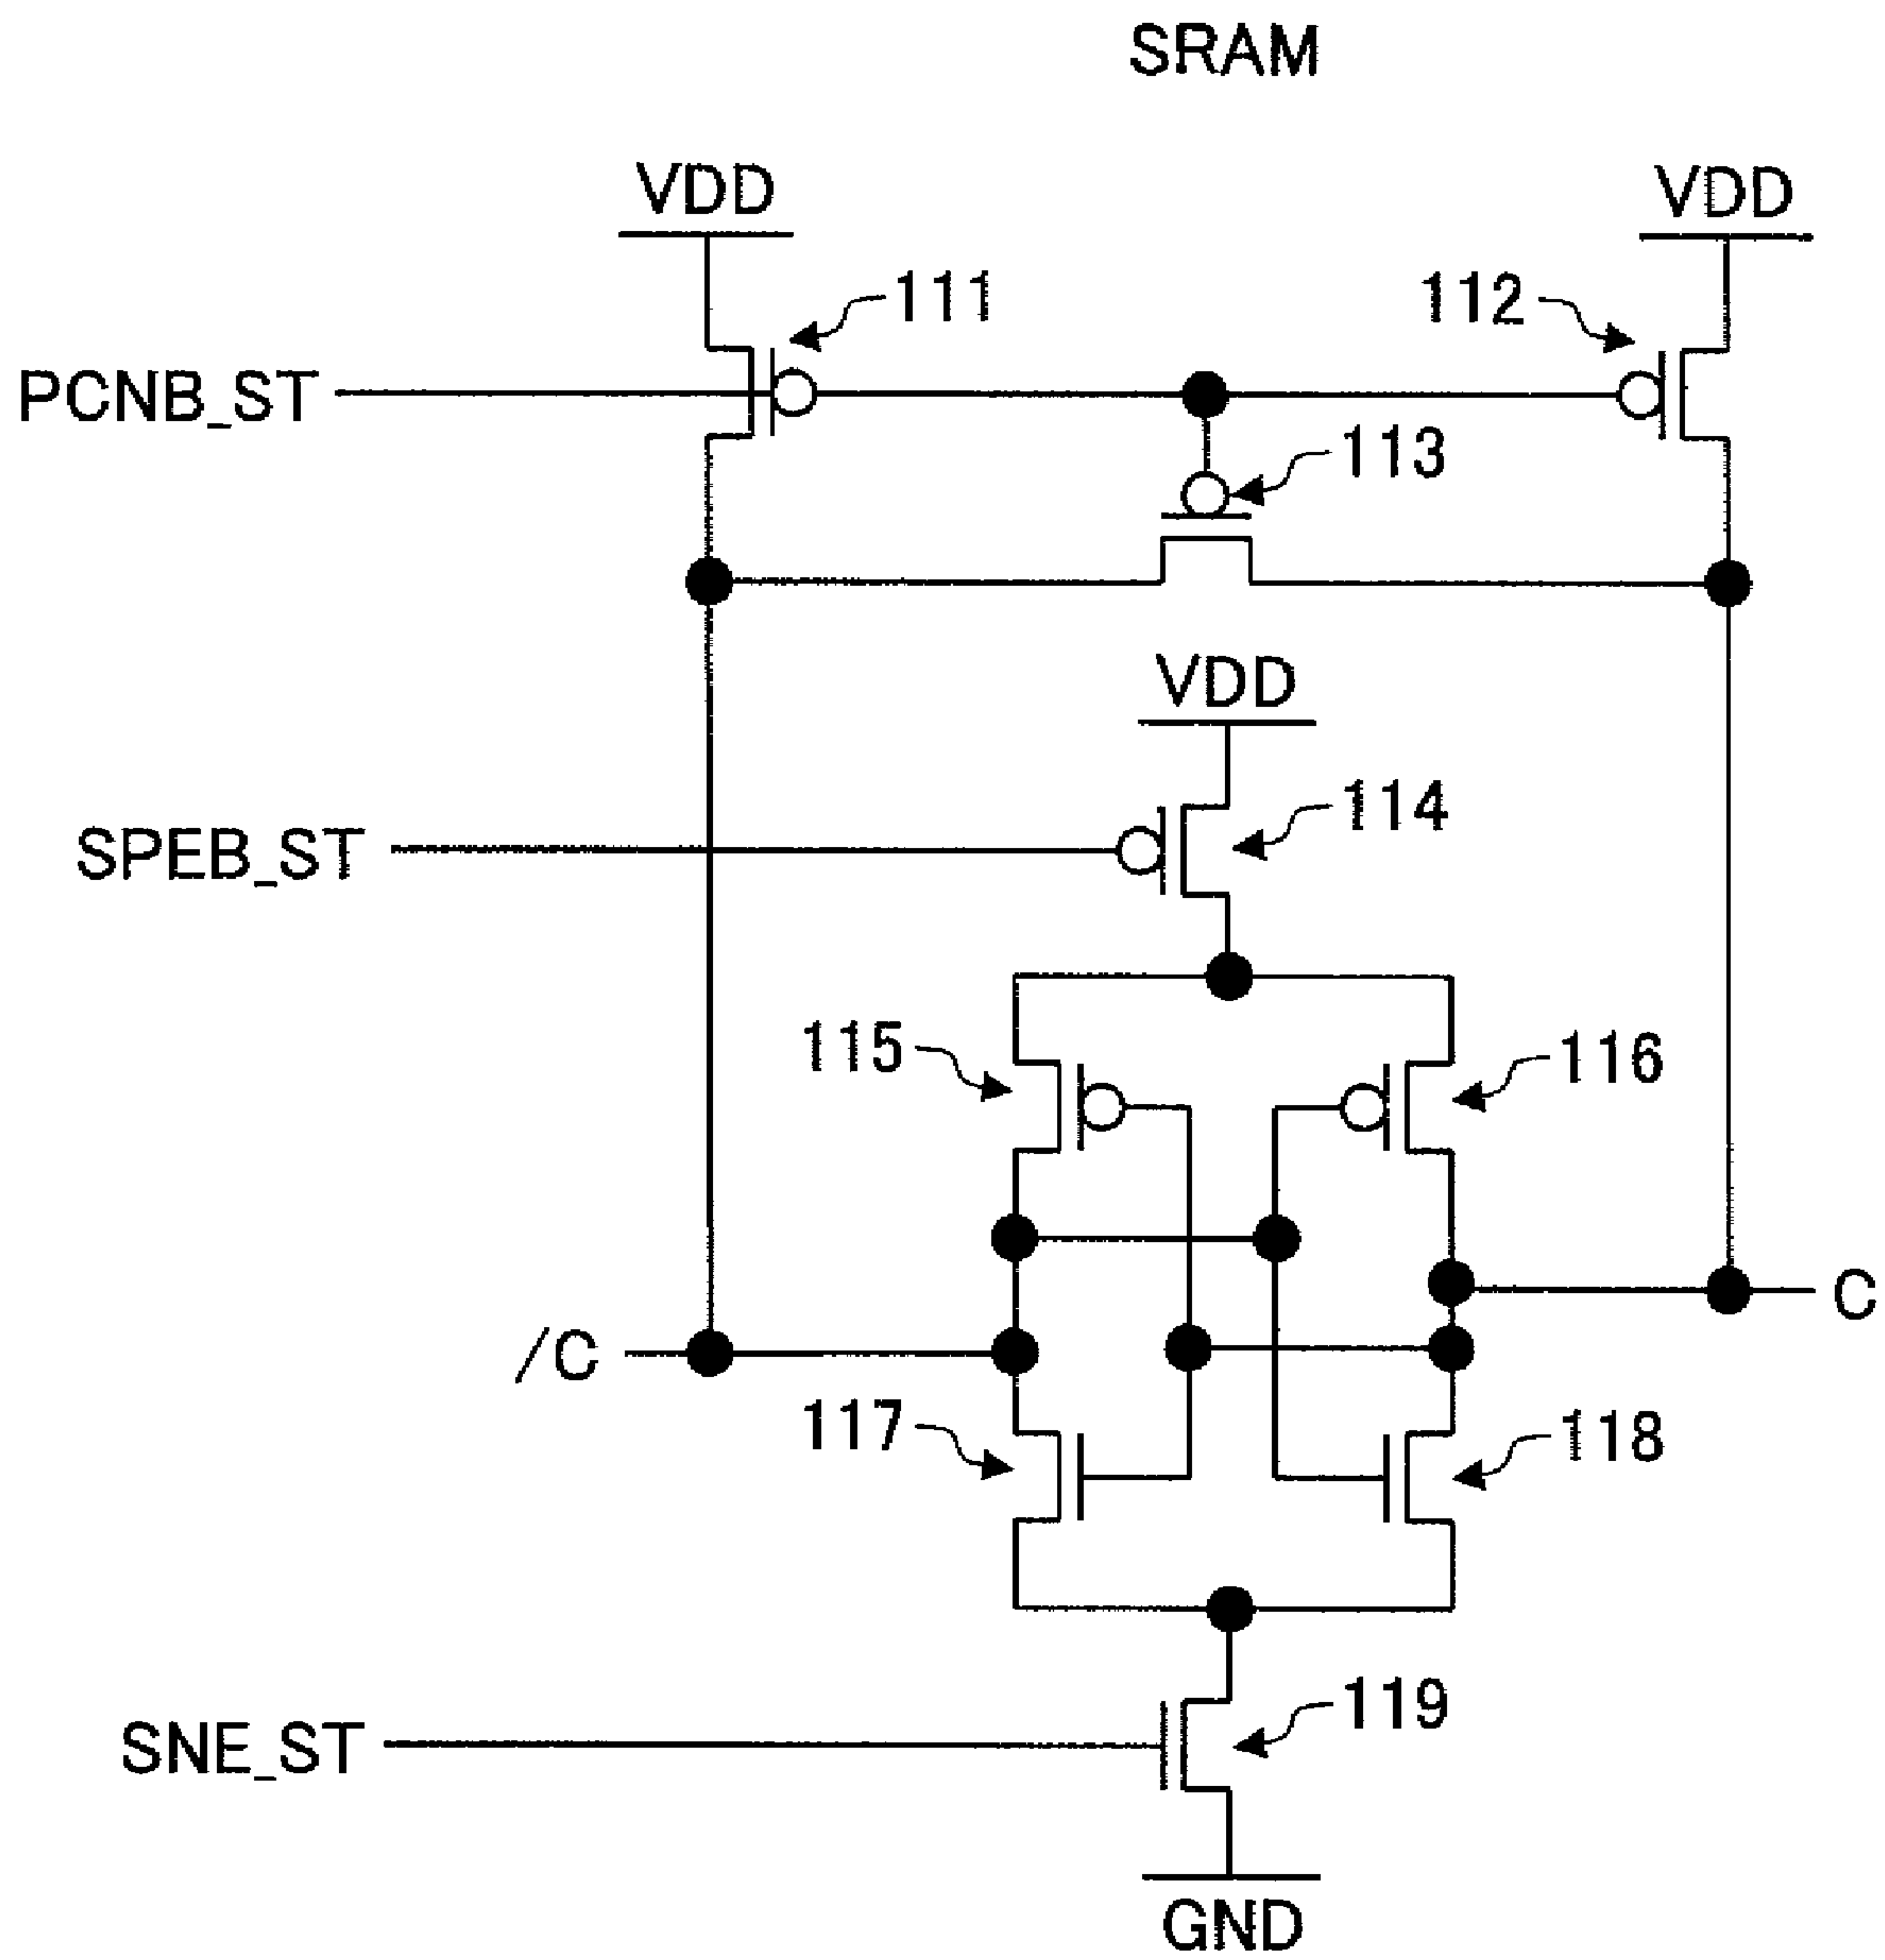 SRAM
VDD
VDD
111
112
PCNB_ST
113
VDD
114
SPEB_ST
115
116
C
/C
117
118
119
SNE_ST
GND